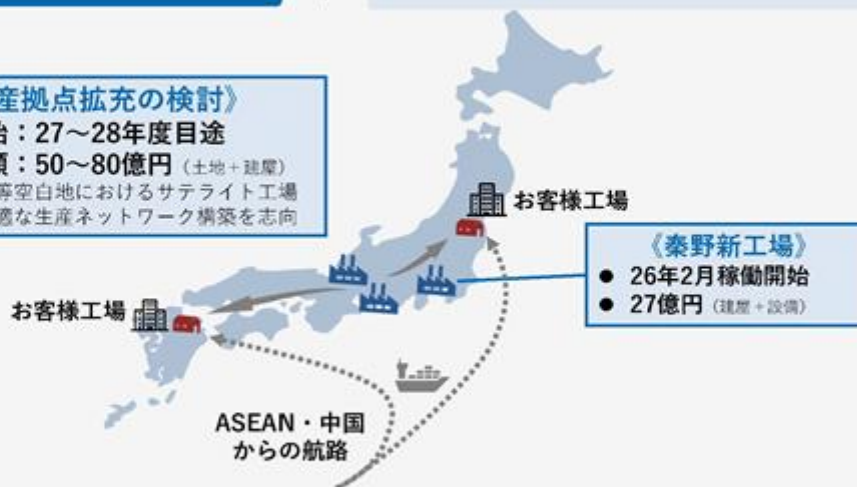 産拠点拡充の検討》
始：27～28年度目途
額：50～80億円（土地＋建屋）
等空白地におけるサテライト工場
適な生産ネットワーク構築を志向
お客様工場
《秦野新工場》
● 26年2月稼働開始
● 27億円（建屋＋設備）
お客様工場
ASEAN・中国
からの航路